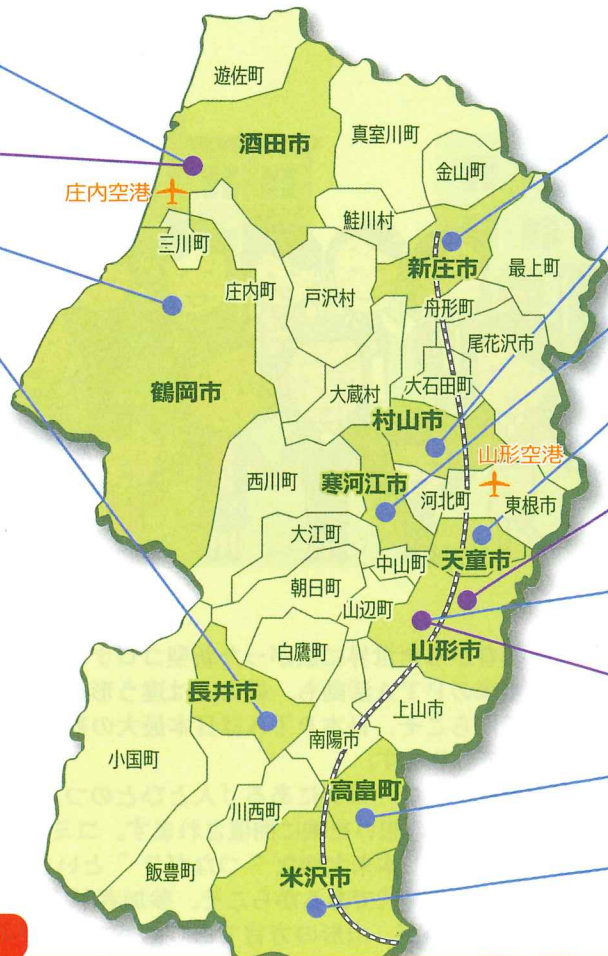 遊佐町
酒田市
真室川町
金山町
庄内空港
鮭川村
三川町
新庄市
最上町
庄内町
戸沢村
舟形町
尾花沢市
鶴岡市
大蔵村
大石田町
村山市
山形空港
西川町
寒河江市
河北町
東根市
大江町
中山町
天童市
朝日町
山辺町
白鷹町
山形市
長井市
上山市
南陽市
小国町
高畠町
川西町
飯豊町
米沢市